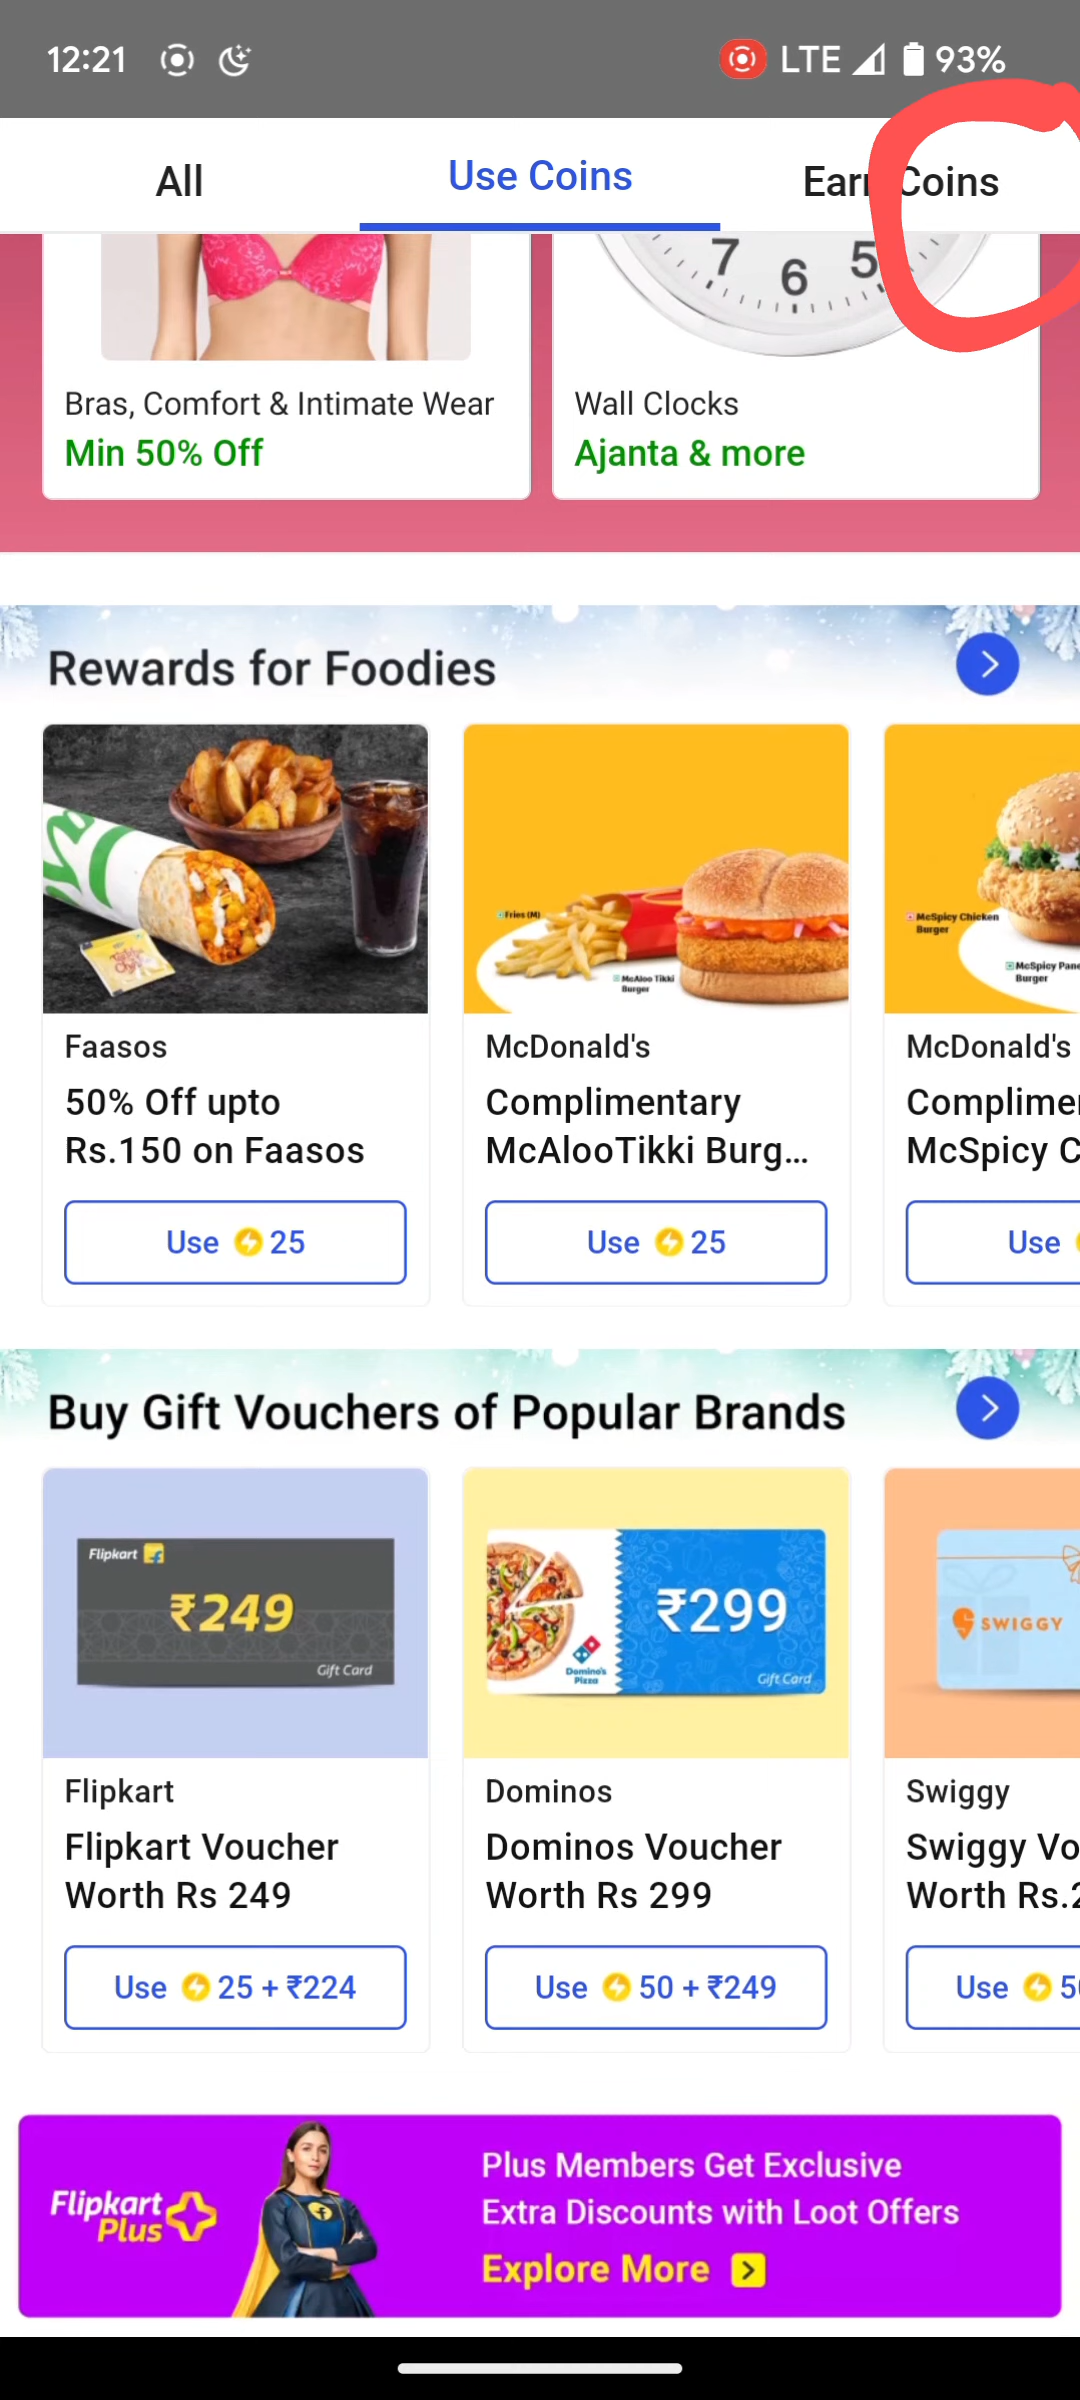 12:21 LTE 93%
All Use Coins Earn Coins
7 6 5
Bras, Comfort & Intimate Wear
Min 50% Off
Wall Clocks
Ajanta & more
Rewards for Foodies
Fries (M)
McAloo Tikki
Burger
McSpicy Chicken
Burger
McSpicy Pane
Burger
Faasos
50% Off upto
Rs.150 on Faasos
Use 25
McDonald's
Complimentary
McAlooTikki Burg...
Use 25
McDonald's
Complime
McSpicy C
Use
Buy Gift Vouchers of Popular Brands
Flipkart
₹249
Gift Card
Domino's
Pizza
₹299
Gift Card
SWIGGY
Flipkart
Flipkart Voucher
Worth Rs 249
Use 25 + ₹224
Dominos
Dominos Voucher
Worth Rs 299
Use 50 + ₹249
Swiggy
Swiggy Vo
Worth Rs.2
Use 5
Flipkart
Plus
Plus Members Get Exclusive
Extra Discounts with Loot Offers
Explore More